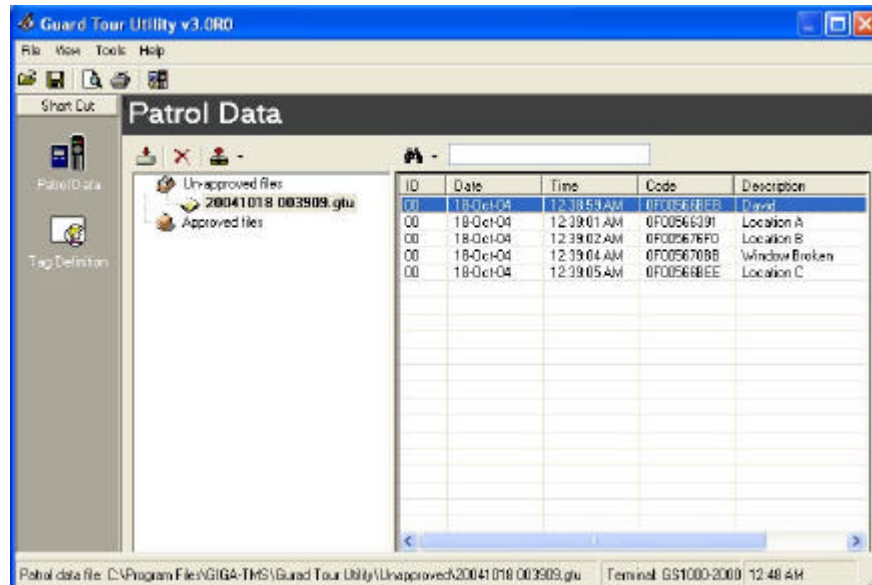 Guard Tour Utility v3.0R0
File View Tools Help
Short Cut
Patrol Data
Patrol Data
Tag Definition
Un-approved files
20041018 003909.gtu
Approved files
ID Date Time Code Description
00 18-Oct-04 12:38:59 AM 0F00566BEB David
00 18-Oct-04 12:39:01 AM 0F00566391 Location A
00 18-Oct-04 12:39:02 AM 0F005676FD Location B
00 18-Oct-04 12:39:04 AM 0F005670BB Window Broken
00 18-Oct-04 12:39:05 AM 0F00566BEE Location C
Patrol data file: C:\Program Files\GIGA-TMS\Gurad Tour Utility\Unapproved\20041018 003909.gtu Terminal: GS1000-2000 12:48 AM